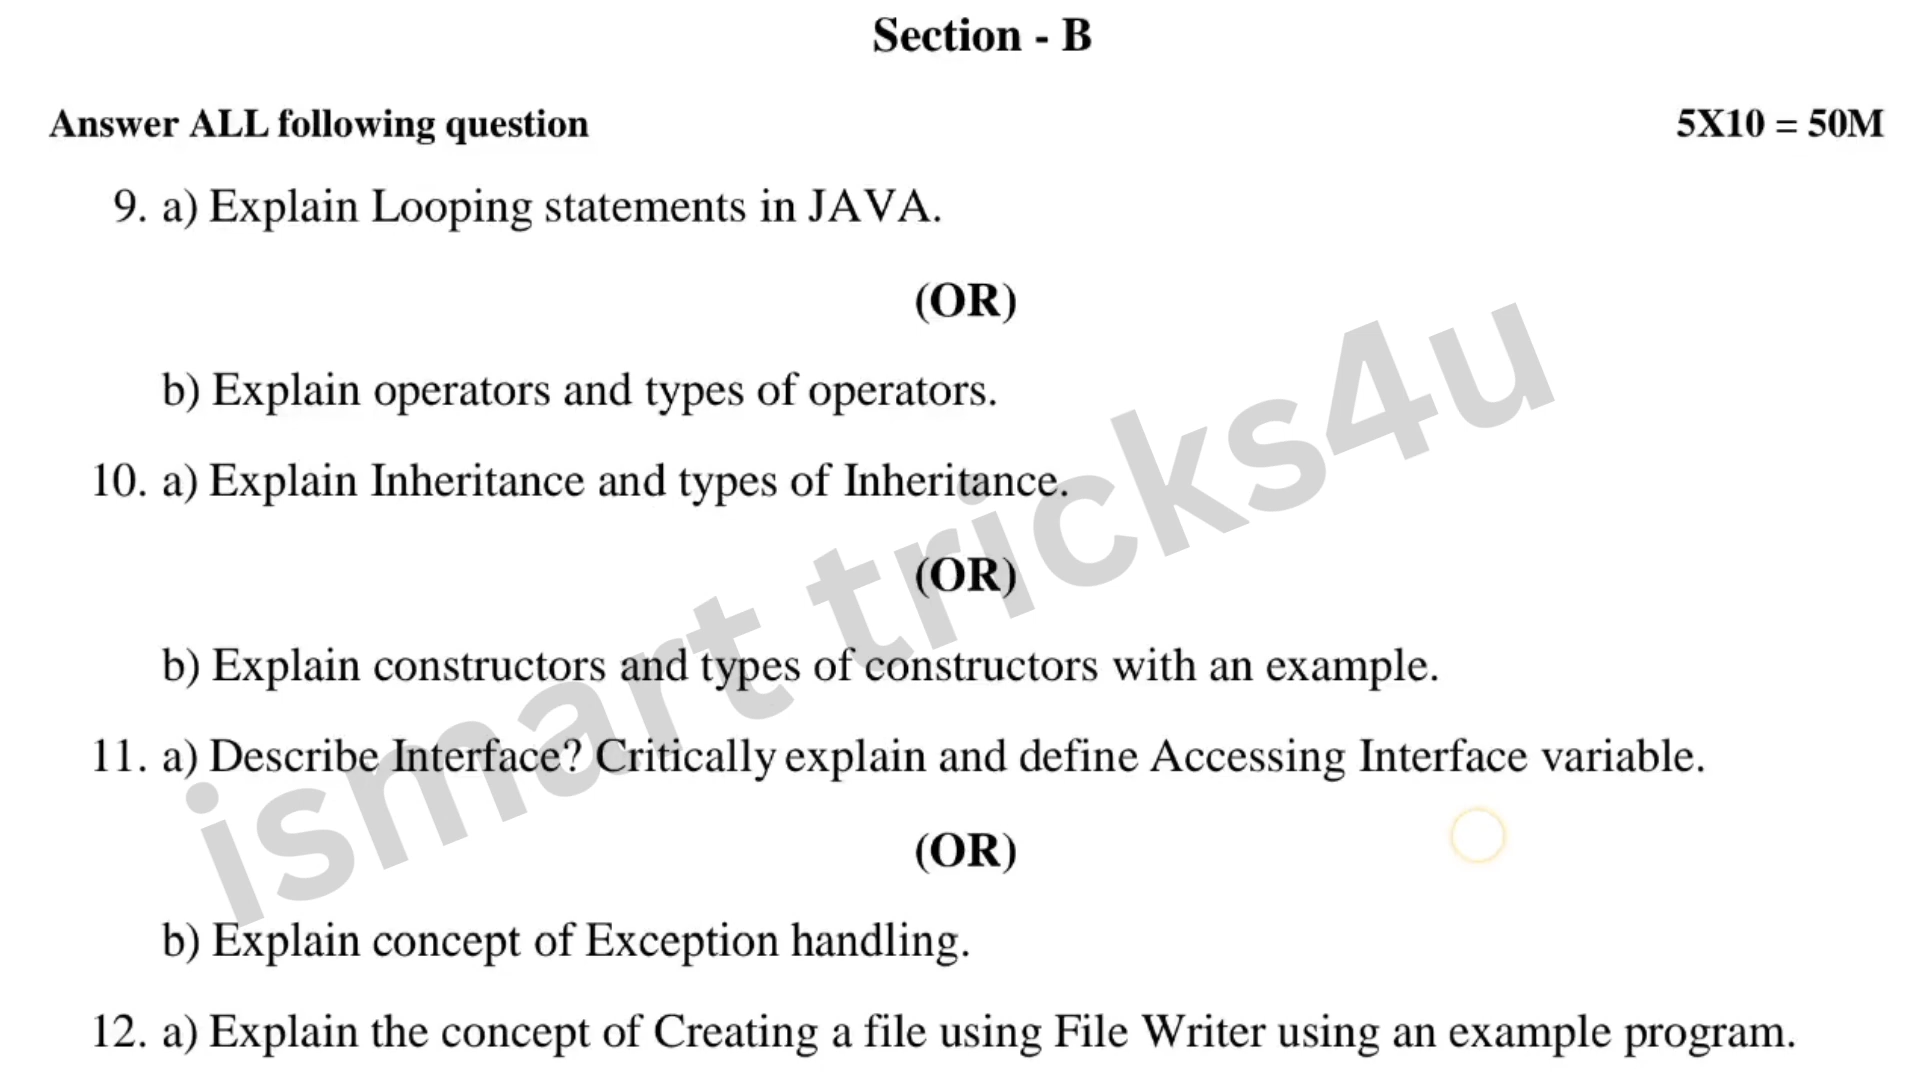 Section - B
Answer ALL following question 5X10 = 50M
9. a) Explain Looping statements in JAVA.
(OR)
b) Explain operators and types of operators.
10. a) Explain Inheritance and types of Inheritance.
(OR)
b) Explain constructors and types of constructors with an example.
11. a) Describe Interface? Critically explain and define Accessing Interface variable.
(OR)
b) Explain concept of Exception handling.
12. a) Explain the concept of Creating a file using File Writer using an example program.
ismart tricks4u